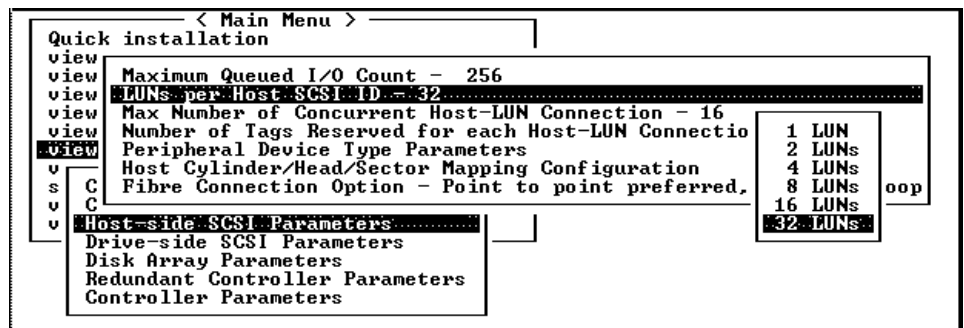 < Main Menu >
Quick installation
view
view Maximum Queued I/O Count - 256
view LUNs per Host SCSI ID - 32
view Max Number of Concurrent Host-LUN Connection - 16
view Number of Tags Reserved for each Host-LUN Connectio 1 LUN
view Peripheral Device Type Parameters 2 LUNs
v Host Cylinder/Head/Sector Mapping Configuration 4 LUNs
s C Fibre Connection Option - Point to point preferred, 8 LUNs oop
v C 16 LUNs
v Host-side SCSI Parameters 32 LUNs
Drive-side SCSI Parameters
Disk Array Parameters
Redundant Controller Parameters
Controller Parameters